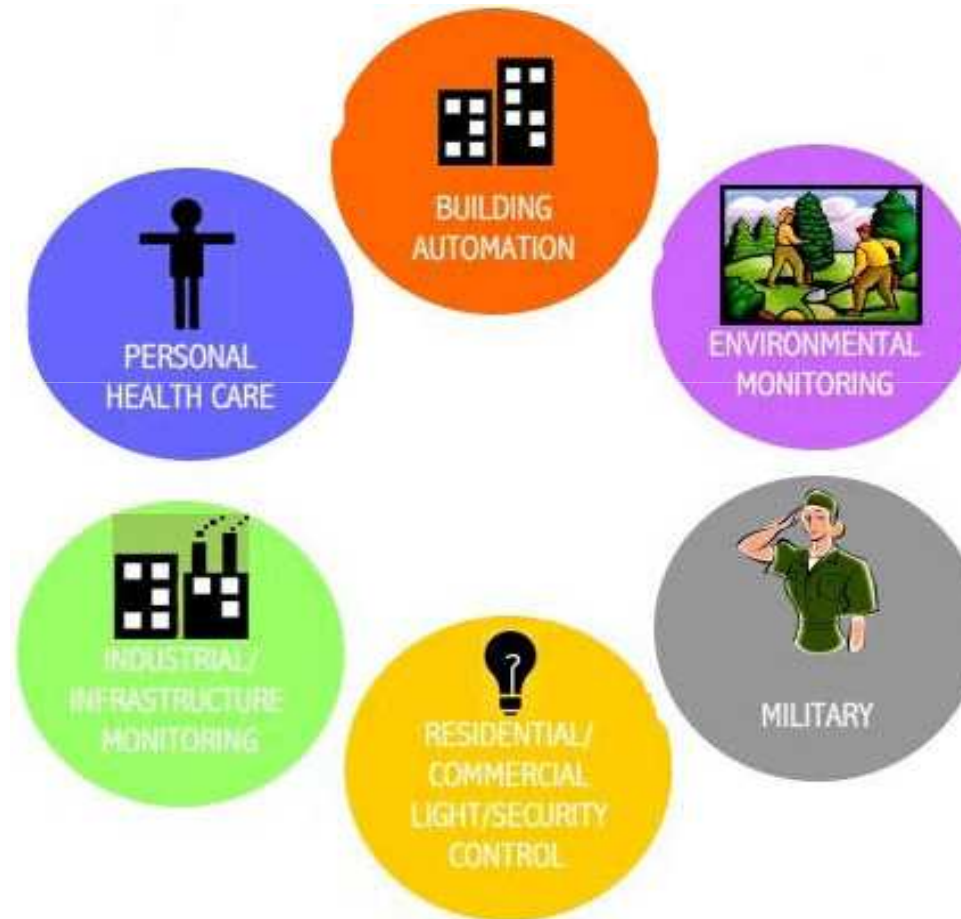 BUILDING
AUTOMATION
ENVIRONMENTAL
MONITORING
MILITARY
RESIDENTIAL/
COMMERCIAL
LIGHT/SECURITY
CONTROL
INDUSTRIAL/
INFRASTRUCTURE
MONITORING
PERSONAL
HEALTH CARE